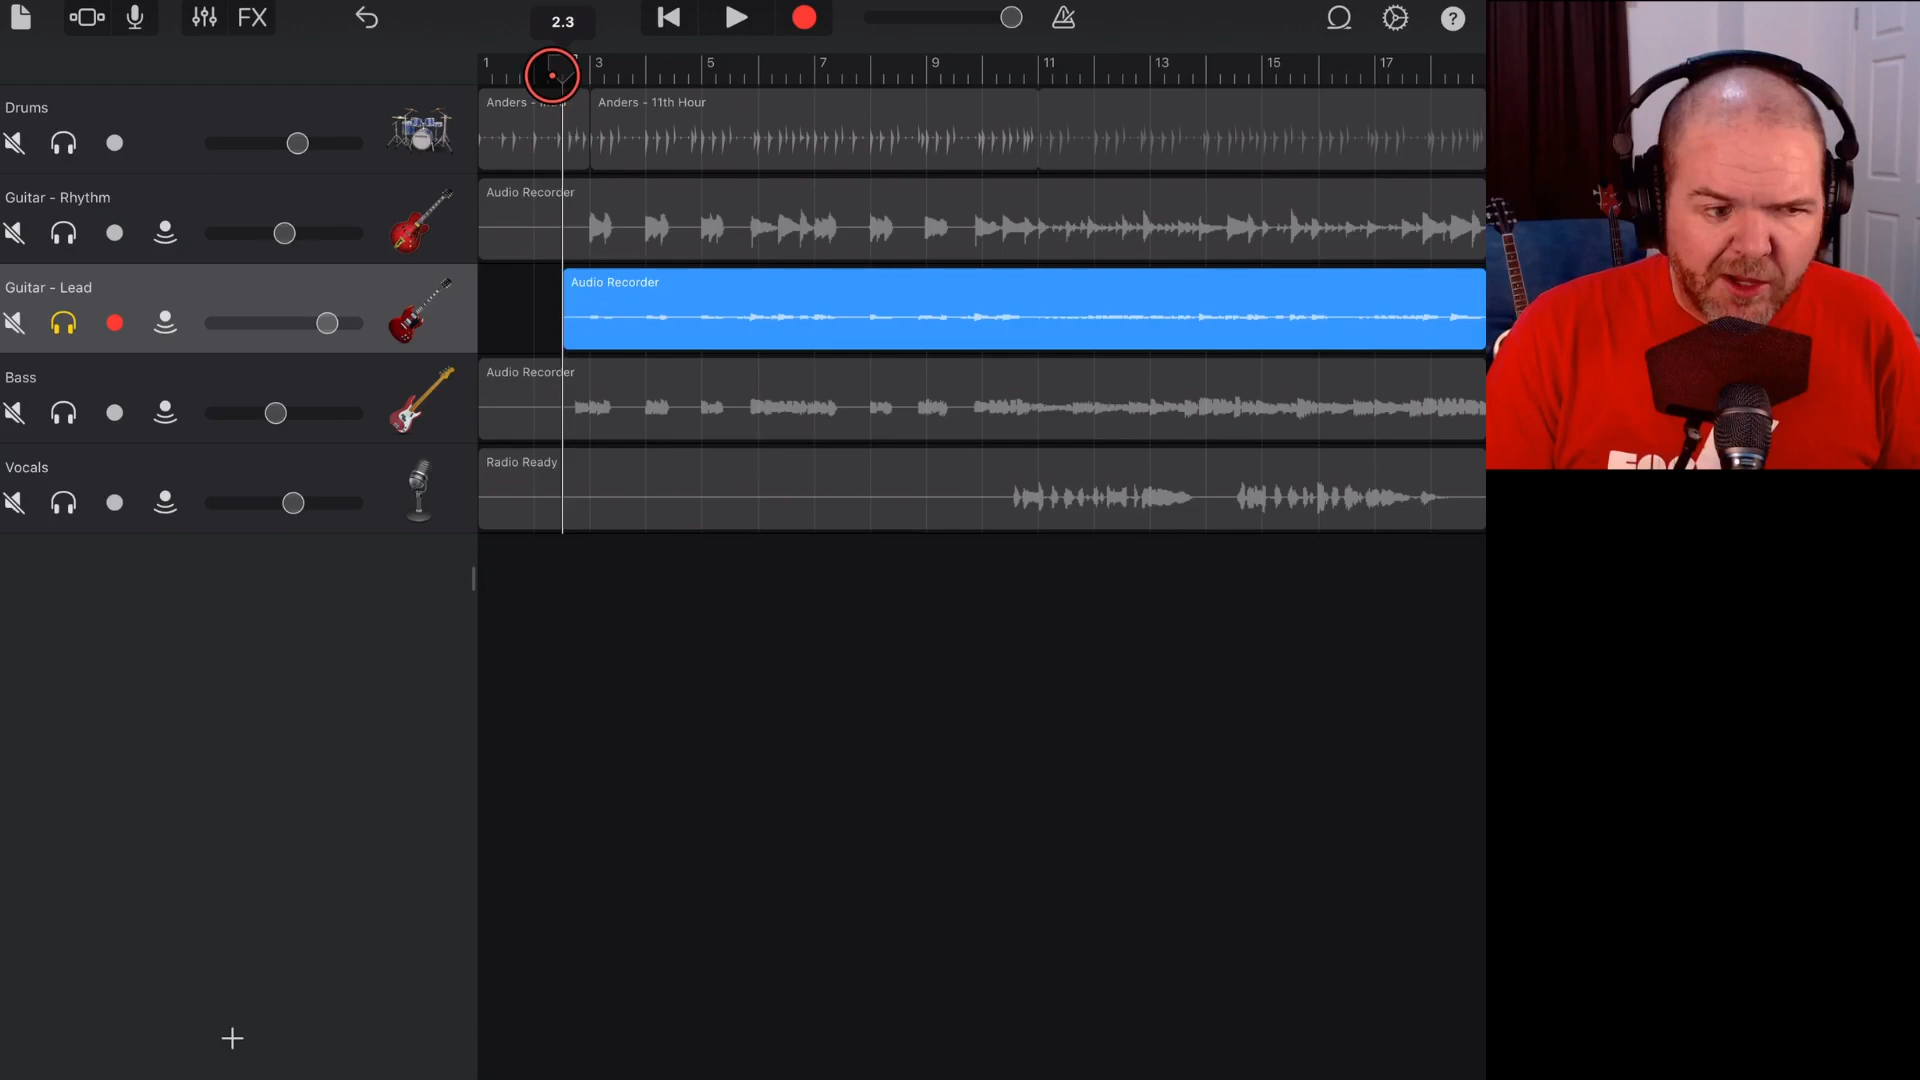 FX
2.3
?
1
3
5
7
9
11
13
15
17
Drums
Anders -
Anders - 11th Hour
Guitar - Rhythm
Audio Recorder
Guitar - Lead
Audio Recorder
Bass
Audio Recorder
Vocals
Radio Ready